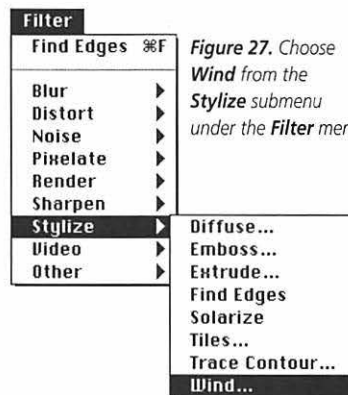 Filter
Find Edges ⌘F
Blur
Distort
Noise
Pixelate
Render
Sharpen
Stylize
Video
Other
Diffuse...
Emboss...
Extrude...
Find Edges
Solarize
Tiles...
Trace Contour...
Wind...
Figure 27. Choose
Wind from the
Stylize submenu
under the Filter